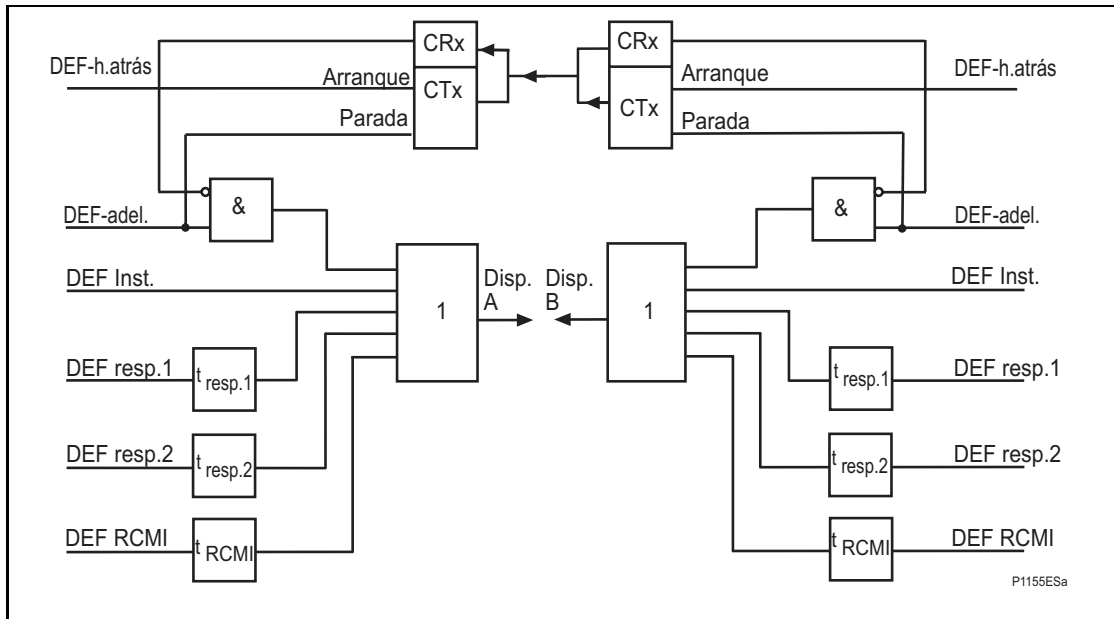 CRx CRx
DEF-h.atrás Arranque CTx CTx Arranque DEF-h.atrás
Parada Parada
& &
DEF-adel. DEF-adel.
DEF Inst. Disp. A Disp. B DEF Inst.
1 1
DEF resp.1 t resp.1 t resp.1 DEF resp.1
DEF resp.2 t resp.2 t resp.2 DEF resp.2
DEF RCMI t RCMI t RCMI DEF RCMI
P1155ESa